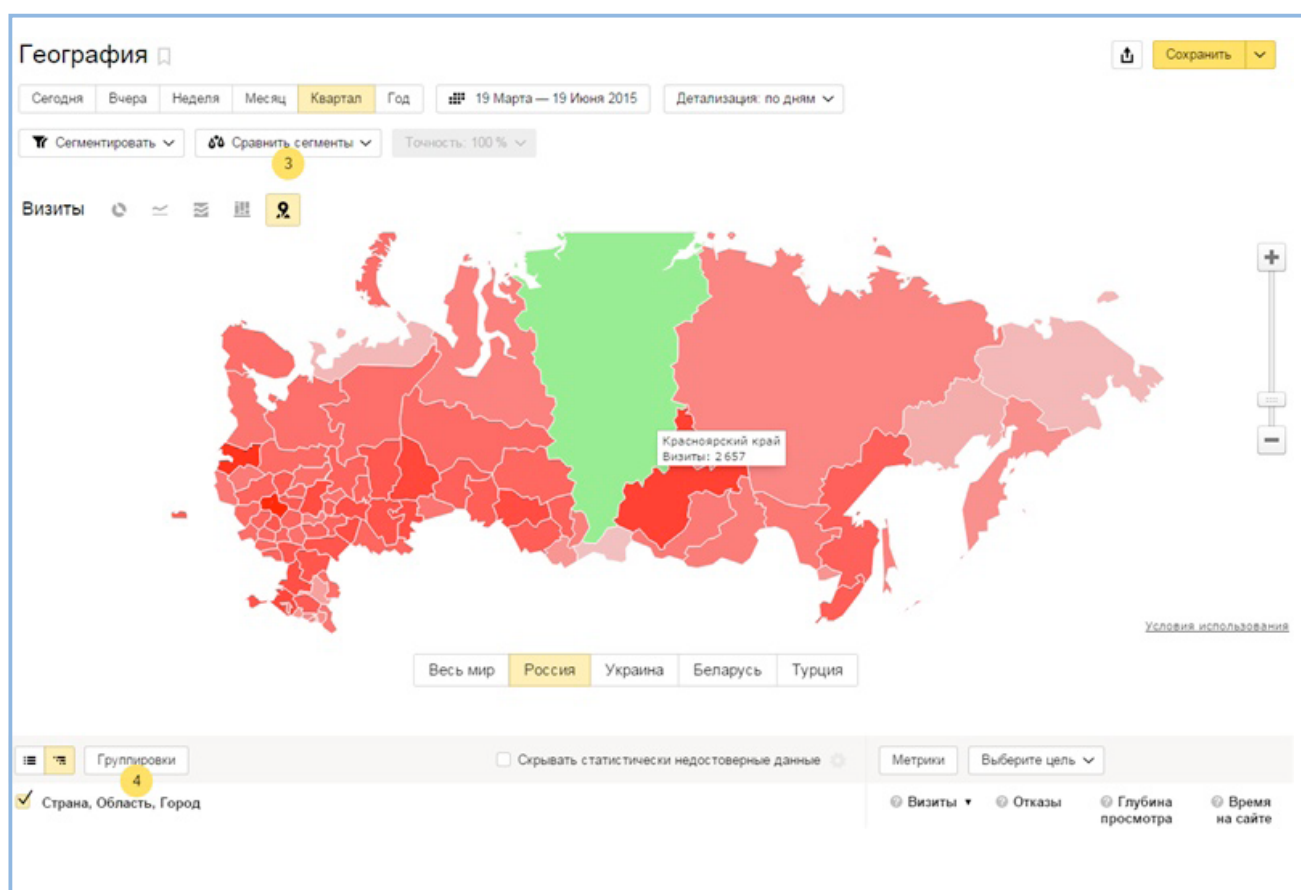 География
Сохранить
Сегодня Вчера Неделя Месяц Квартал Год 19 Марта — 19 Июня 2015 Детализация: по дням
Сегментировать Сравнить сегменты Точность: 100 %
3
Визиты
Красноярский край
Визиты: 2 657
Условия использования
Весь мир Россия Украина Беларусь Турция
Группировки Скрывать статистически недостоверные данные Метрики Выберите цель
4
Страна, Область, Город ? Визиты ▼ ? Отказы ? Глубина ? Время
просмотра на сайте